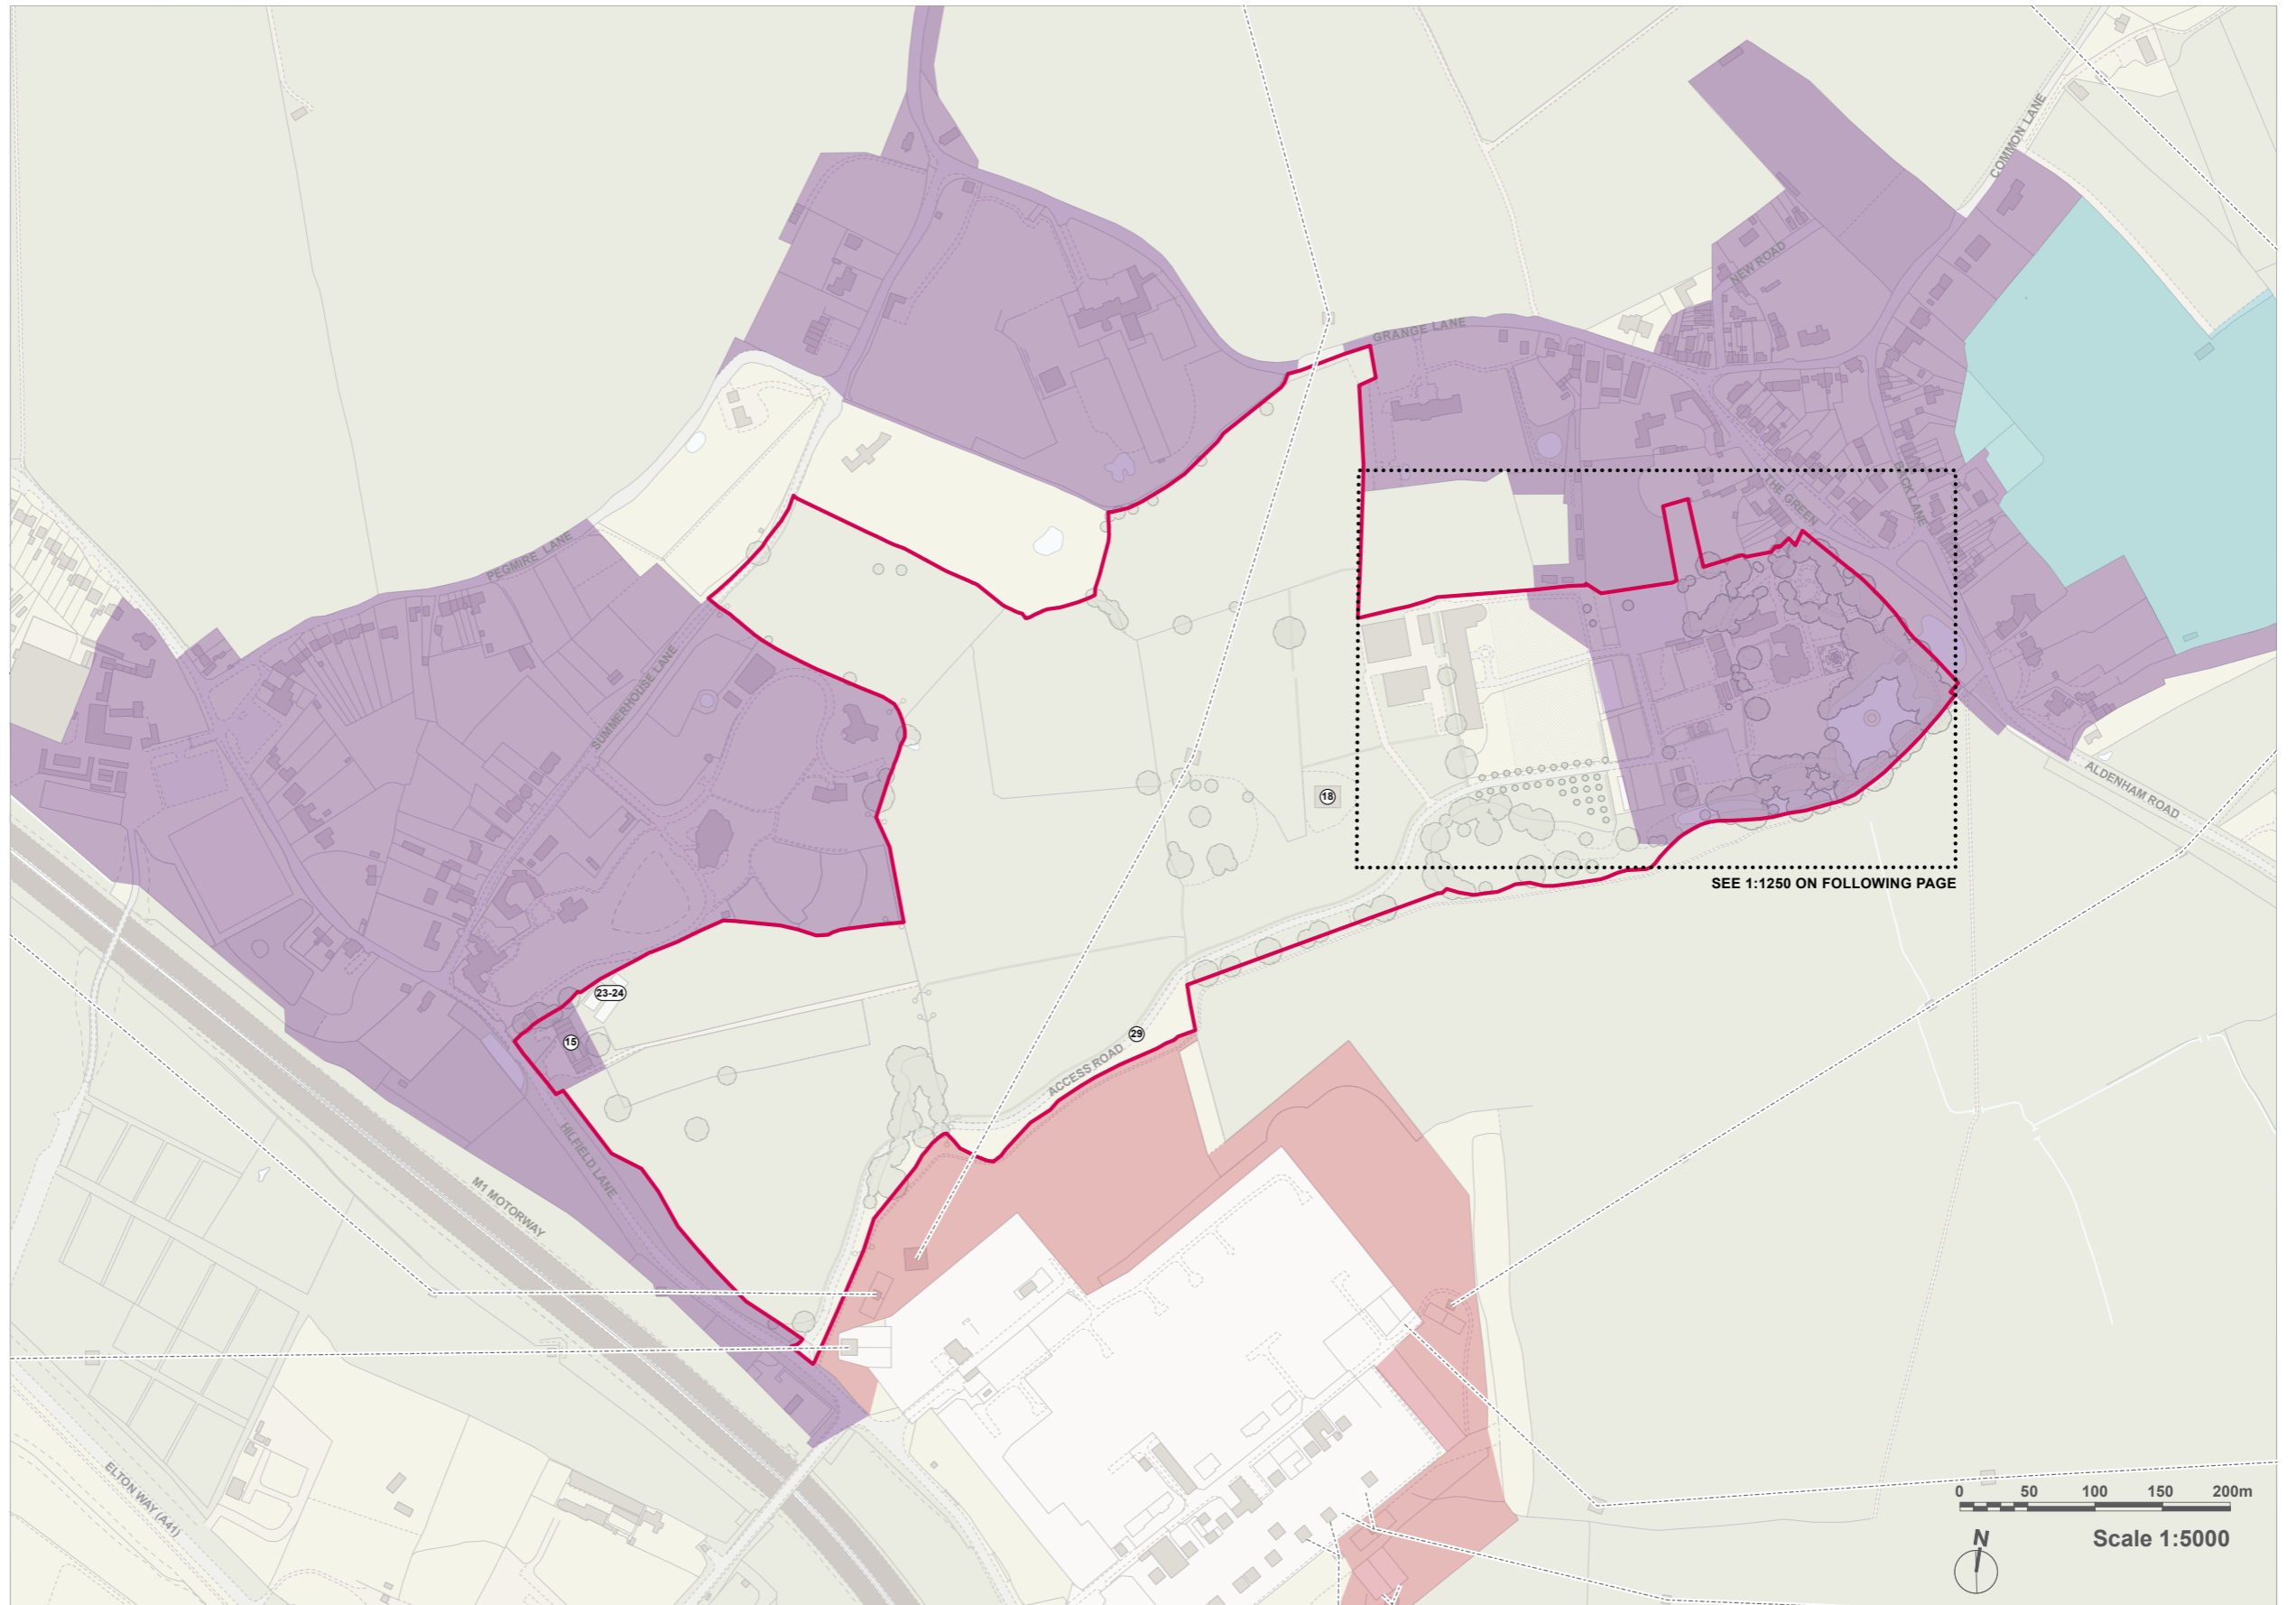 COMMON LANE
NEW ROAD
GRANGE LANE
THE GREEN
BACK LANE
PEGMIRE LANE
SUMMERHOUSE LANE
ALDENHAM ROAD
18
SEE 1:1250 ON FOLLOWING PAGE
23-24
15
29
ACCESS ROAD
HILFIELD LANE
M1 MOTORWAY
ELTON WAY (A41)
0 50 100 150 200m
N
Scale 1:5000